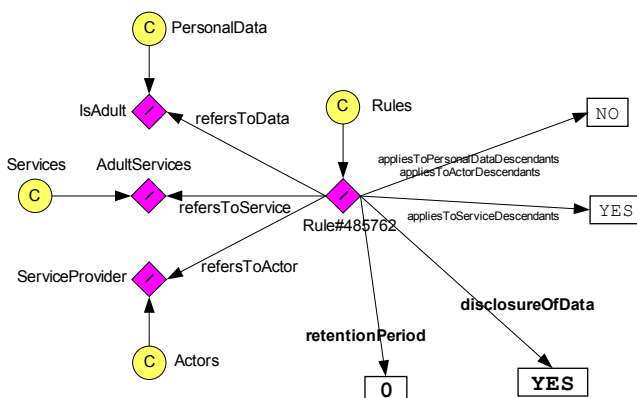 C PersonalData
IsAdult
refersToData
C Rules
NO
Services
C
AdultServices
refersToService
appliesToPersonalDataDescendants
appliesToActorDescendants
appliesToServiceDescendants
YES
Rule#485762
ServiceProvider
refersToActor
disclosureOfData
retentionPeriod
C Actors
0
YES